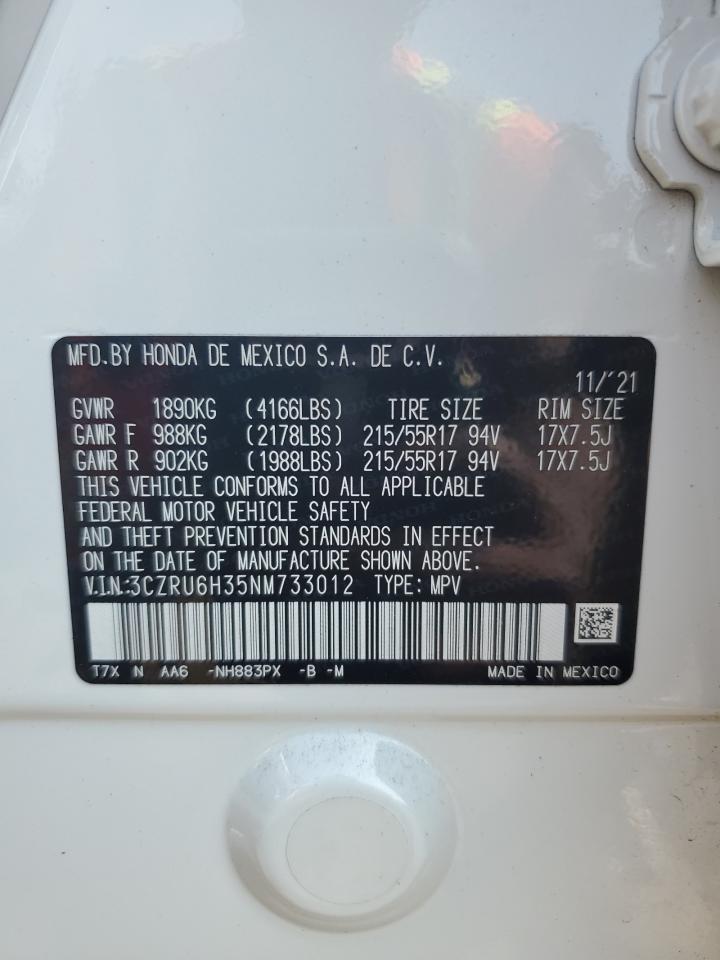 MFD.BY HONDA DE MEXICO S.A. DE C.V.
11/'21
GVWR 1890KG (4166LBS) TIRE SIZE RIM SIZE
GAWR F 988KG (2178LBS) 215/55R17 94V 17X7.5J
GAWR R 902KG (1988LBS) 215/55R17 94V 17X7.5J
THIS VEHICLE CONFORMS TO ALL APPLICABLE
FEDERAL MOTOR VEHICLE SAFETY
AND THEFT PREVENTION STANDARDS IN EFFECT
ON THE DATE OF MANUFACTURE SHOWN ABOVE.
V.I.N.:3CZRU6H35NM733012 TYPE: MPV
T7X N AA6 -NH883PX -B -M MADE IN MEXICO